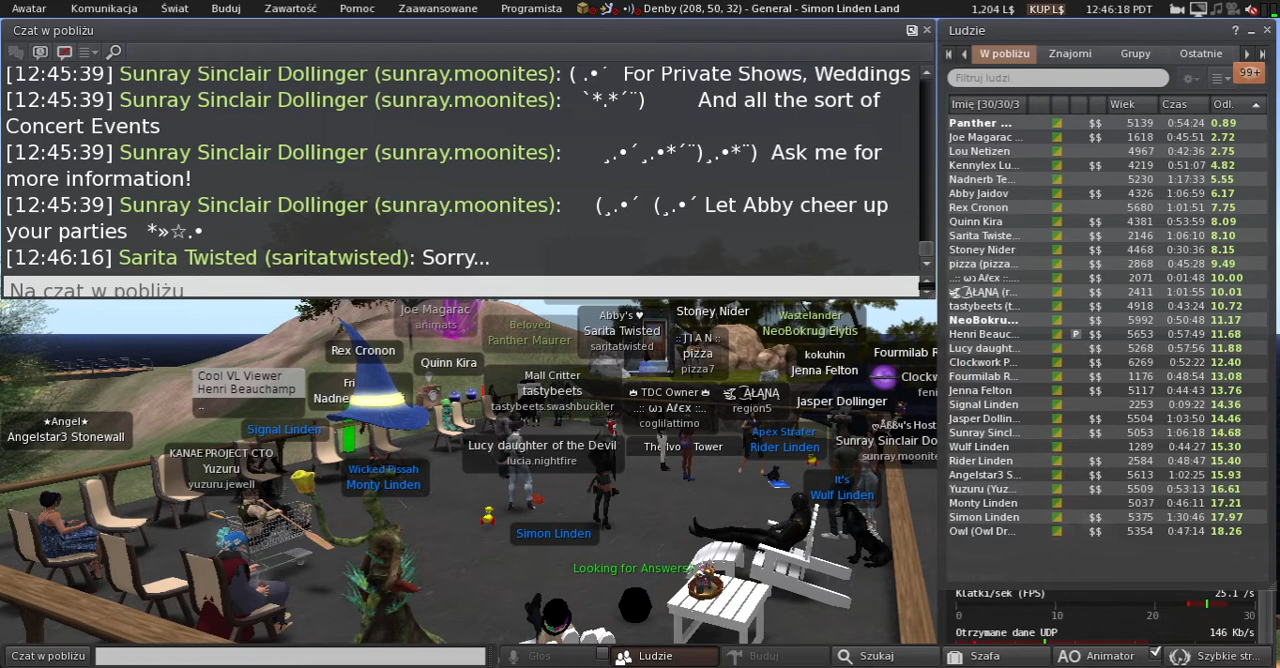 Awatar Komunikacja Świat Buduj Zawartość Pomoc Zaawansowane Programista Denby (208, 50, 32) - General - Simon Linden Land 1,204 L$ KUP L$ 12:46:18 PDT
Czat w pobliżu
[12:45:39] Sunray Sinclair Dollinger (sunray.moonites): ( .•´ For Private Shows, Weddings
[12:45:39] Sunray Sinclair Dollinger (sunray.moonites): `*.*´¨) And all the sort of
Concert Events
[12:45:39] Sunray Sinclair Dollinger (sunray.moonites): ¸.•´¸.•*´¨)¸.•*¨) Ask me for
more information!
[12:45:39] Sunray Sinclair Dollinger (sunray.moonites): (¸.•´ (¸.•´ Let Abby cheer up
your parties *»☆.•
[12:46:16] Sarita Twisted (saritatwisted): Sorry...
Na czat w pobliżu
Joe Magarac
animats
Beloved
Panther Maurer
Abby's ♥
Sarita Twisted
saritatwisted
Stoney Nider
Wastelander
NeoBokrug Elytis
Rex Cronon
Quinn Kira
pizza
pizza7
kokuhin
Jenna Felton
Fourmilab R
Cool VL Viewer
Henri Beauchamp
..
Fri
Nadne
Mall Critter
tastybeets
tastybeets.swashbuckler
TDC Owner
..:: ωз Aℓєx ::..
coglilattimo
ĄŁĄŊĄ
region5
Jasper Dollinger
Clockw
★Angel★
Angelstar3 Stonewall
Signal Linden
KANAE PROJECT CTO
Yuzuru
yuzuru.jewell
Wicked Pissah
Monty Linden
Lucy daughter of the Devil
lucia.nightfire
The Ivo Tower
Apex Strafer
Rider Linden
Sunray Sinclair Do
sunray.moonite
It's
Wulf Linden
Simon Linden
Looking for Answers
Ludzie
W pobliżu Znajomi Grupy Ostatnie
Filtruj ludzi 99+
Imię [30/30/3 Wiek Czas Odl.
Panther ... $$ 5139 0:54:24 0.89
Joe Magarac ... $$ 1618 0:45:51 2.72
Lou Netizen 4967 0:42:36 2.75
Kennylex Lu... $$ 4219 0:51:07 4.82
Nadnerb Te... 5230 1:17:33 5.55
Abby Jaidov $$ 4326 1:06:59 6.17
Rex Cronon 5680 1:01:51 7.75
Quinn Kira $$ 4381 0:53:59 8.09
Sarita Twiste... $$ 2146 1:06:10 8.10
Stoney Nider $$ 4468 0:30:36 8.15
pizza (pizza... $$ 2868 0:45:28 9.49
..:: ωз Aℓєx ::... $$ 2071 0:01:48 10.00
ĄŁĄŊĄ (r... $$ 2411 1:01:55 10.01
tastybeets (t... $$ 4918 0:43:24 10.72
NeoBokru... $$ 5992 0:50:48 11.17
Henri Beauc... P $$ 5653 0:57:49 11.68
Lucy daught... $$ 5268 0:57:56 11.88
Clockwork P... $$ 6269 0:52:22 12.40
Fourmilab R... $$ 1176 0:48:54 13.08
Jenna Felton $$ 5117 0:44:43 13.76
Signal Linden 2253 0:09:22 14.36
Jasper Dollin... $$ 5504 1:03:50 14.46
Sunray Sincl... $$ 5053 1:06:18 14.68
Wulf Linden 1289 0:44:27 15.30
Rider Linden $$ 2584 0:48:47 15.40
Angelstar3 S... $$ 5613 1:02:25 15.93
Yuzuru (Yuz... $$ 5509 0:53:13 16.61
Monty Linden 5037 0:46:11 17.21
Simon Linden $$ 5375 1:30:46 17.97
Owl (Owl Dr... $$ 5354 0:47:14 18.26
Klatki/sek (FPS) 25.1 /s
0 10 20 30
Otrzymane dane UDP 146 Kb/s
Czat w pobliżu Głos Ludzie Buduj Szukaj Szafa AO Animator Szybkie str...